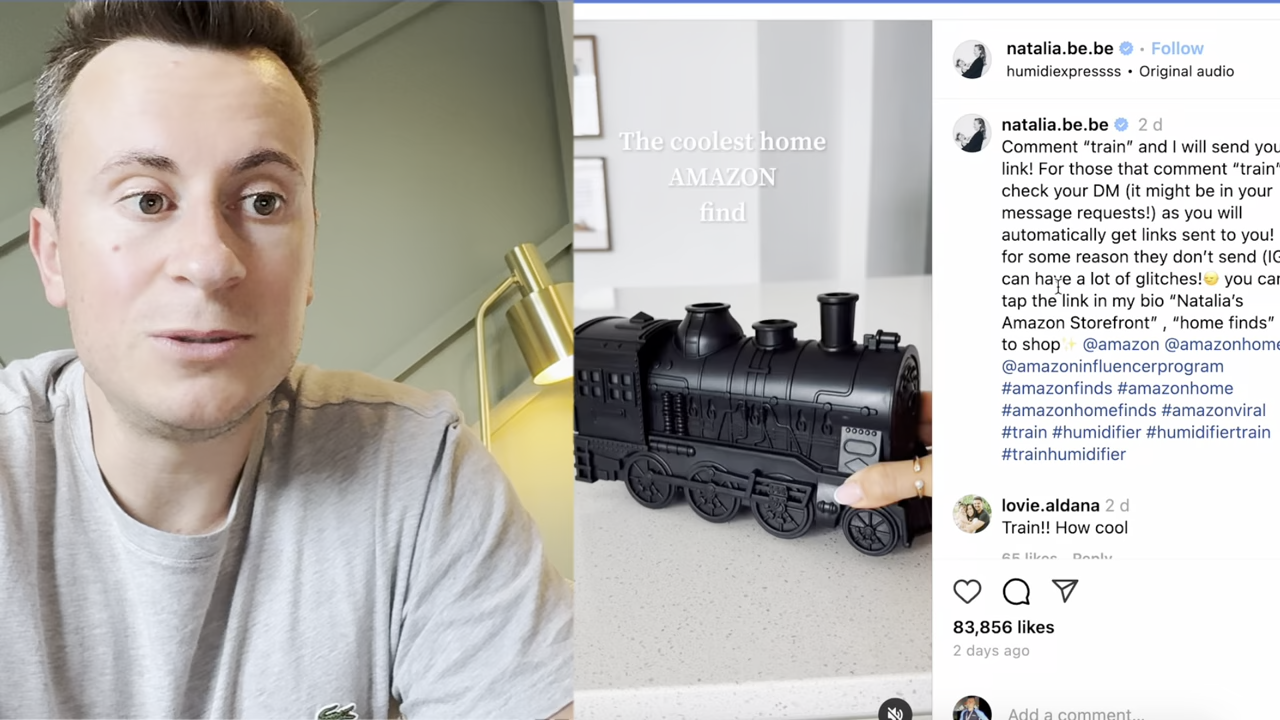 The coolest home
AMAZON
find
natalia.be.be • Follow
humidiexpressss • Original audio
natalia.be.be 2 d
Comment “train” and I will send you
link! For those that comment “train”
check your DM (it might be in your
message requests!) as you will
automatically get links sent to you!
for some reason they don’t send (IG
can have a lot of glitches!😑 you can
tap the link in my bio “Natalia’s
Amazon Storefront” , “home finds”
to shop✨ @amazon @amazonhome
@amazoninfluencerprogram
#amazonfinds #amazonhome
#amazonhomefinds #amazonviral
#train #humidifier #humidifiertrain
#trainhumidifier
lovie.aldana 2 d
Train!! How cool
65 likes Reply
83,856 likes
2 days ago
Add a comment...